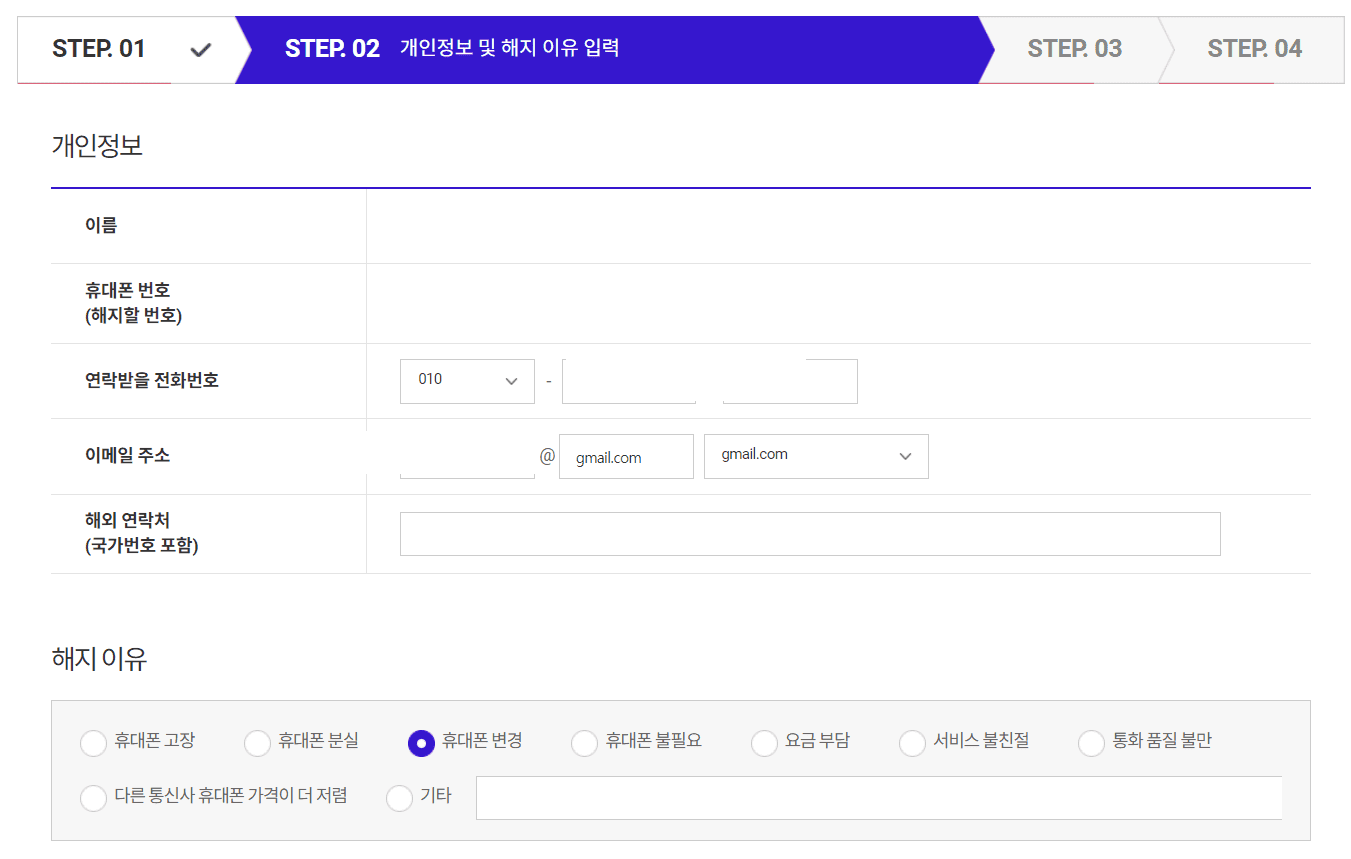 STEP. 01
STEP. 02 개인정보 및 해지 이유 입력
STEP. 03
STEP. 04
개인정보
이름
휴대폰 번호
(해지할 번호)
연락받을 전화번호 010 -
이메일 주소 @ gmail.com gmail.com
해외 연락처
(국가번호 포함)
해지 이유
휴대폰 고장 휴대폰 분실 휴대폰 변경 휴대폰 불필요 요금 부담 서비스 불친절 통화 품질 불만
다른 통신사 휴대폰 가격이 더 저렴 기타